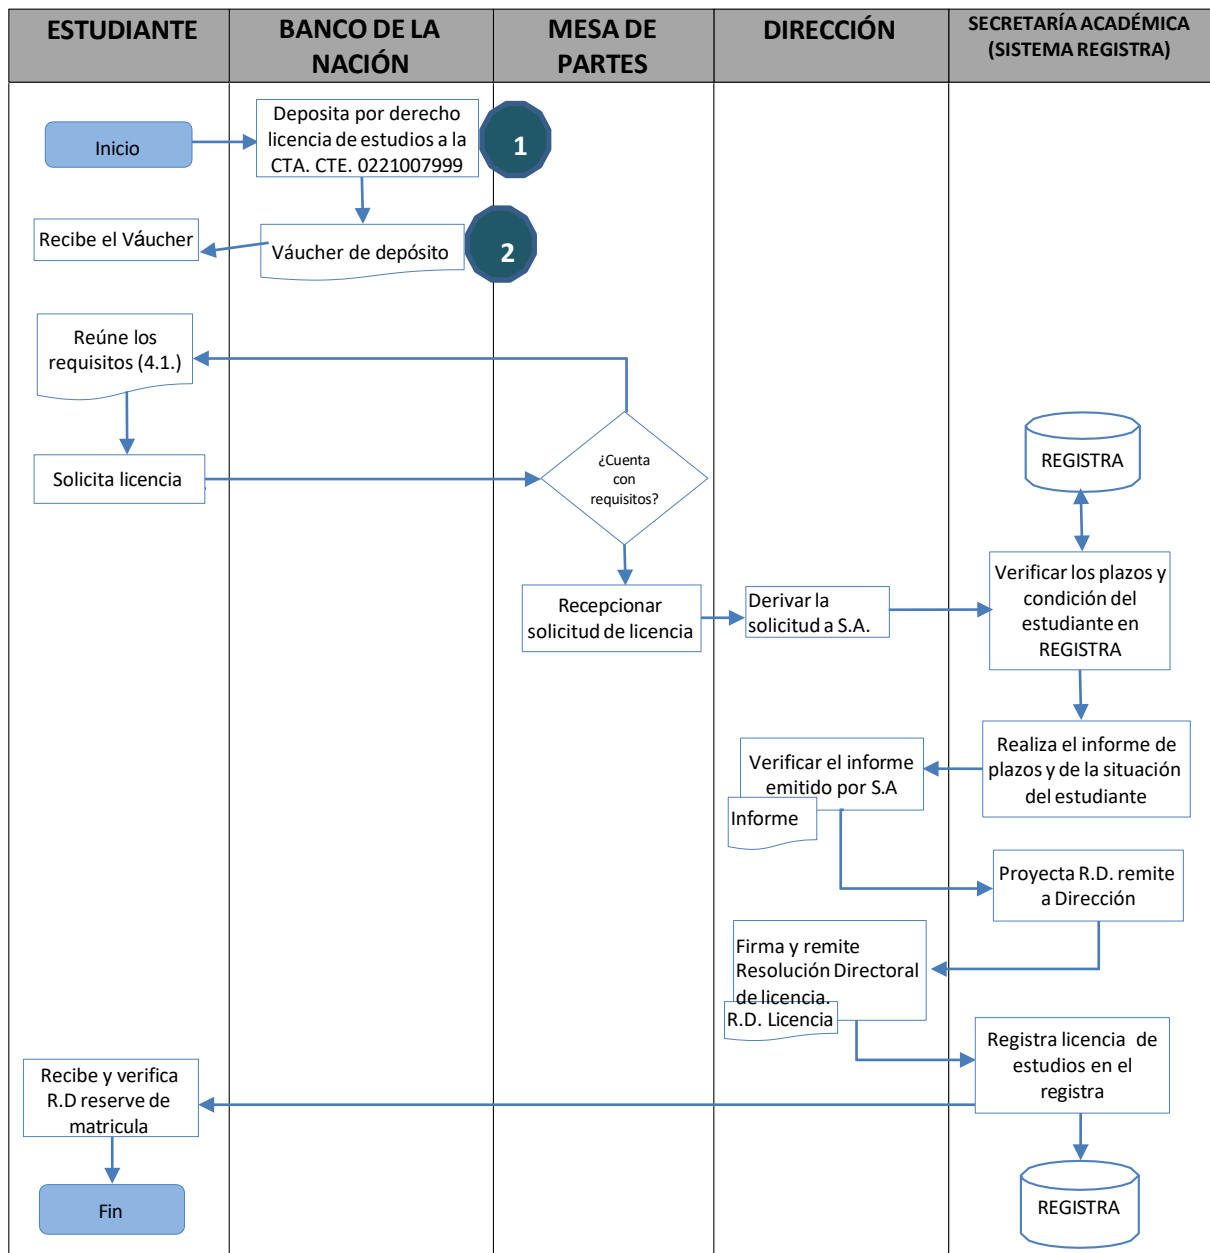 ESTUDIANTE
BANCO DE LA
NACIÓN
MESA DE
PARTES
DIRECCIÓN
SECRETARÍA ACADÉMICA
(SISTEMA REGISTRA)
Inicio
Deposita por derecho
licencia de estudios a la
CTA. CTE. 0221007999
1
Recibe el Váucher
Váucher de depósito
2
Reúne los
requisitos (4.1.)
Solicita licencia
¿Cuenta
con
requisitos?
REGISTRA
Recepcionar
solicitud de licencia
Derivar la
solicitud a S.A.
Verificar los plazos y
condición del
estudiante en
REGISTRA
Realiza el informe de
plazos y de la situación
del estudiante
Verificar el informe
emitido por S.A
Informe
Proyecta R.D. remite
a Dirección
Firma y remite
Resolución Directoral
de licencia.
R.D. Licencia
Registra licencia de
estudios en el
registra
Recibe y verifica
R.D reserve de
matricula
Fin
REGISTRA